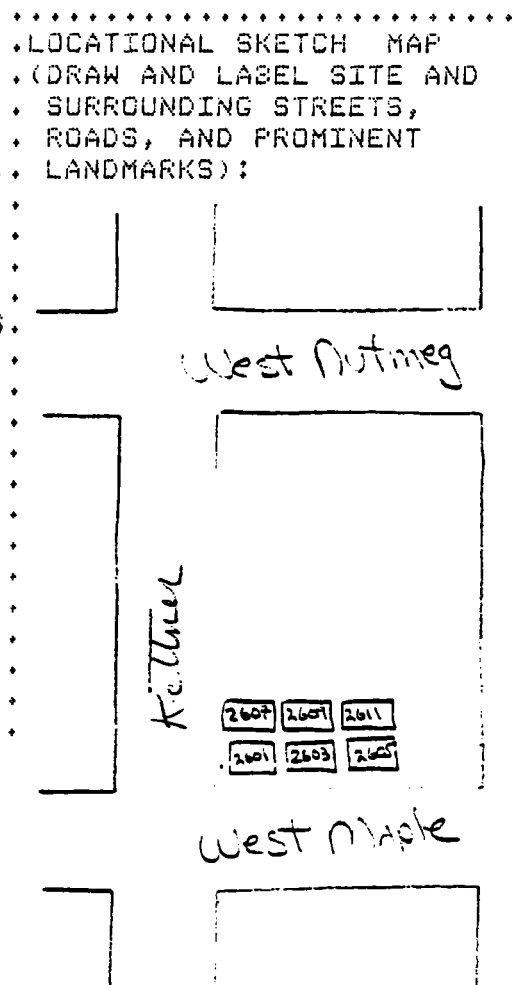 LOCATIONAL SKETCH MAP
(DRAW AND LABEL SITE AND
SURROUNDING STREETS,
ROADS, AND PROMINENT
LANDMARKS):
West Nutmeg
Kettner
2607 2609 2611
2601 2603 2605
West Maple